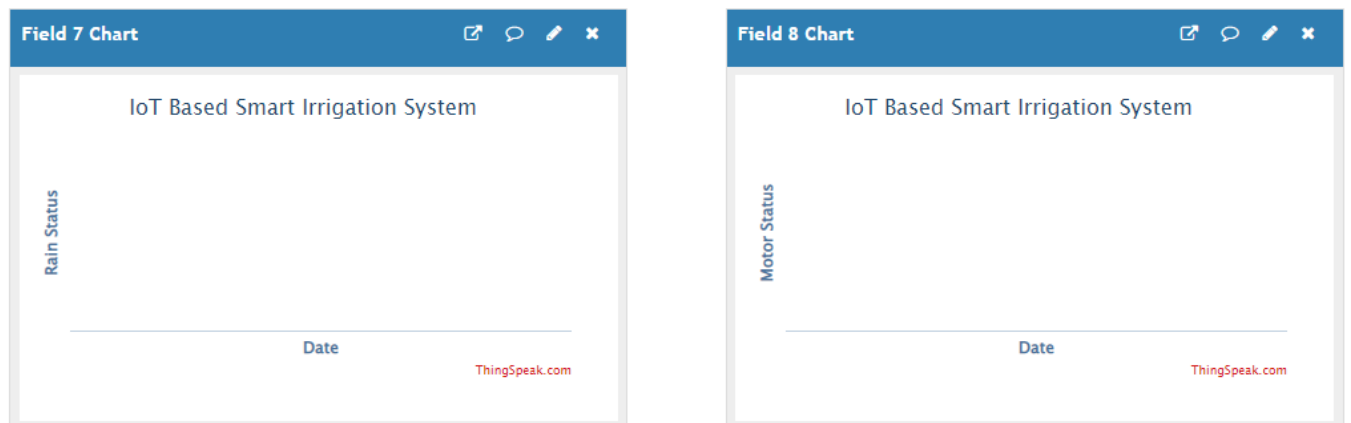 Field 7 Chart
IoT Based Smart Irrigation System
Rain Status
Date
ThingSpeak.com
Field 8 Chart
IoT Based Smart Irrigation System
Motor Status
Date
ThingSpeak.com